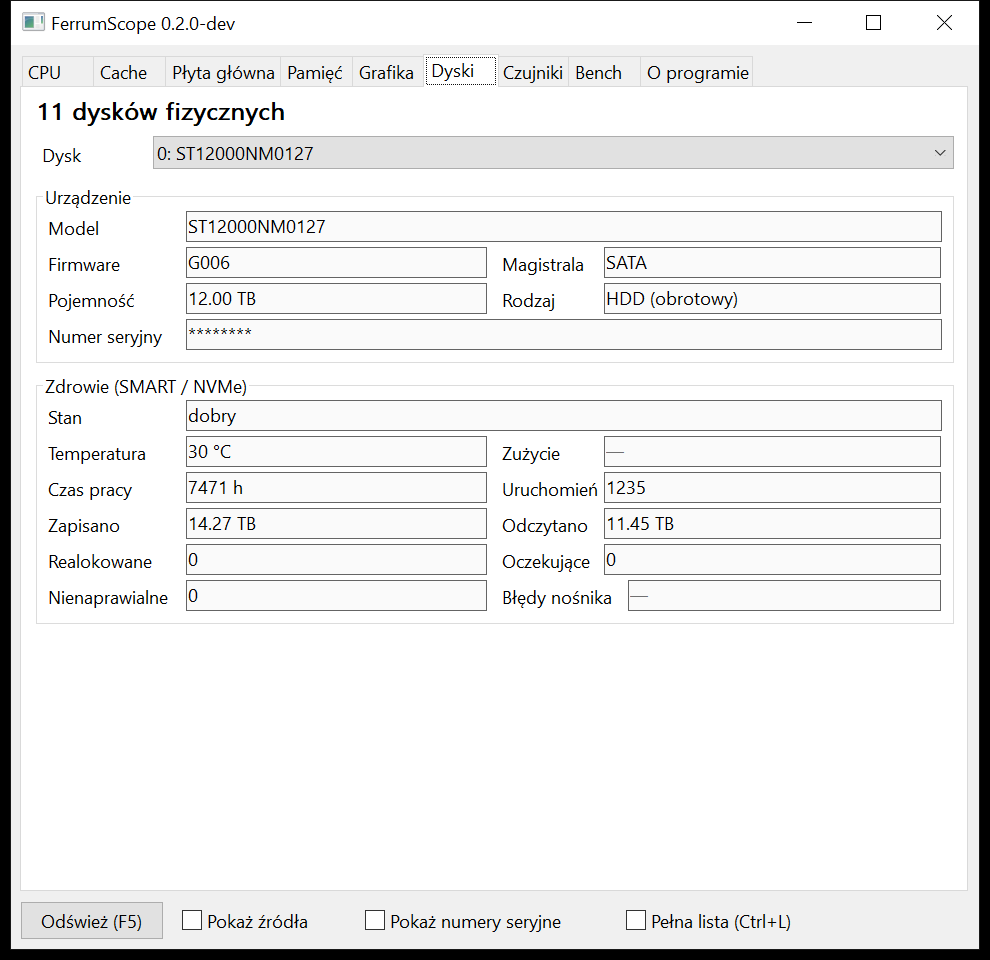 FerrumScope 0.2.0-dev
CPU Cache Płyta główna Pamięć Grafika Dyski Czujniki Bench O programie
11 dysków fizycznych
Dysk 0: ST12000NM0127
Urządzenie
Model ST12000NM0127
Firmware G006 Magistrala SATA
Pojemność 12.00 TB Rodzaj HDD (obrotowy)
Numer seryjny ********
Zdrowie (SMART / NVMe)
Stan dobry
Temperatura 30 °C Zużycie —
Czas pracy 7471 h Uruchomień 1235
Zapisano 14.27 TB Odczytano 11.45 TB
Realokowane 0 Oczekujące 0
Nienaprawialne 0 Błędy nośnika —
Odśwież (F5) Pokaż źródła Pokaż numery seryjne Pełna lista (Ctrl+L)